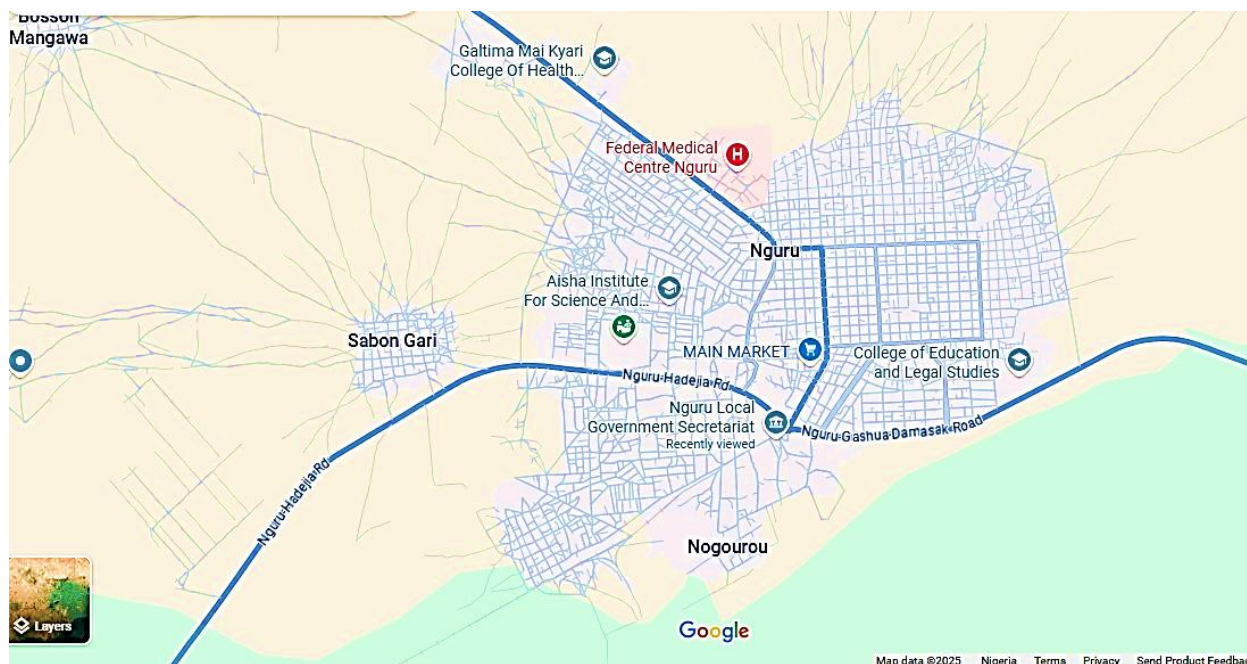 Bosson
Mangawa
Galtima Mai Kyari
College Of Health...
Federal Medical
Centre Nguru
Nguru
Aisha Institute
For Science And...
Sabon Gari
MAIN MARKET
College of Education
and Legal Studies
Nguru-Hadejia Rd
Nguru Local
Government Secretariat
Recently viewed
Nguru-Gashua-Damasak Road
Nguru-Hadejia Rd
Nogourou
Layers
Google
Map data ©2025 Nigeria Terms Privacy Send Product Feedba